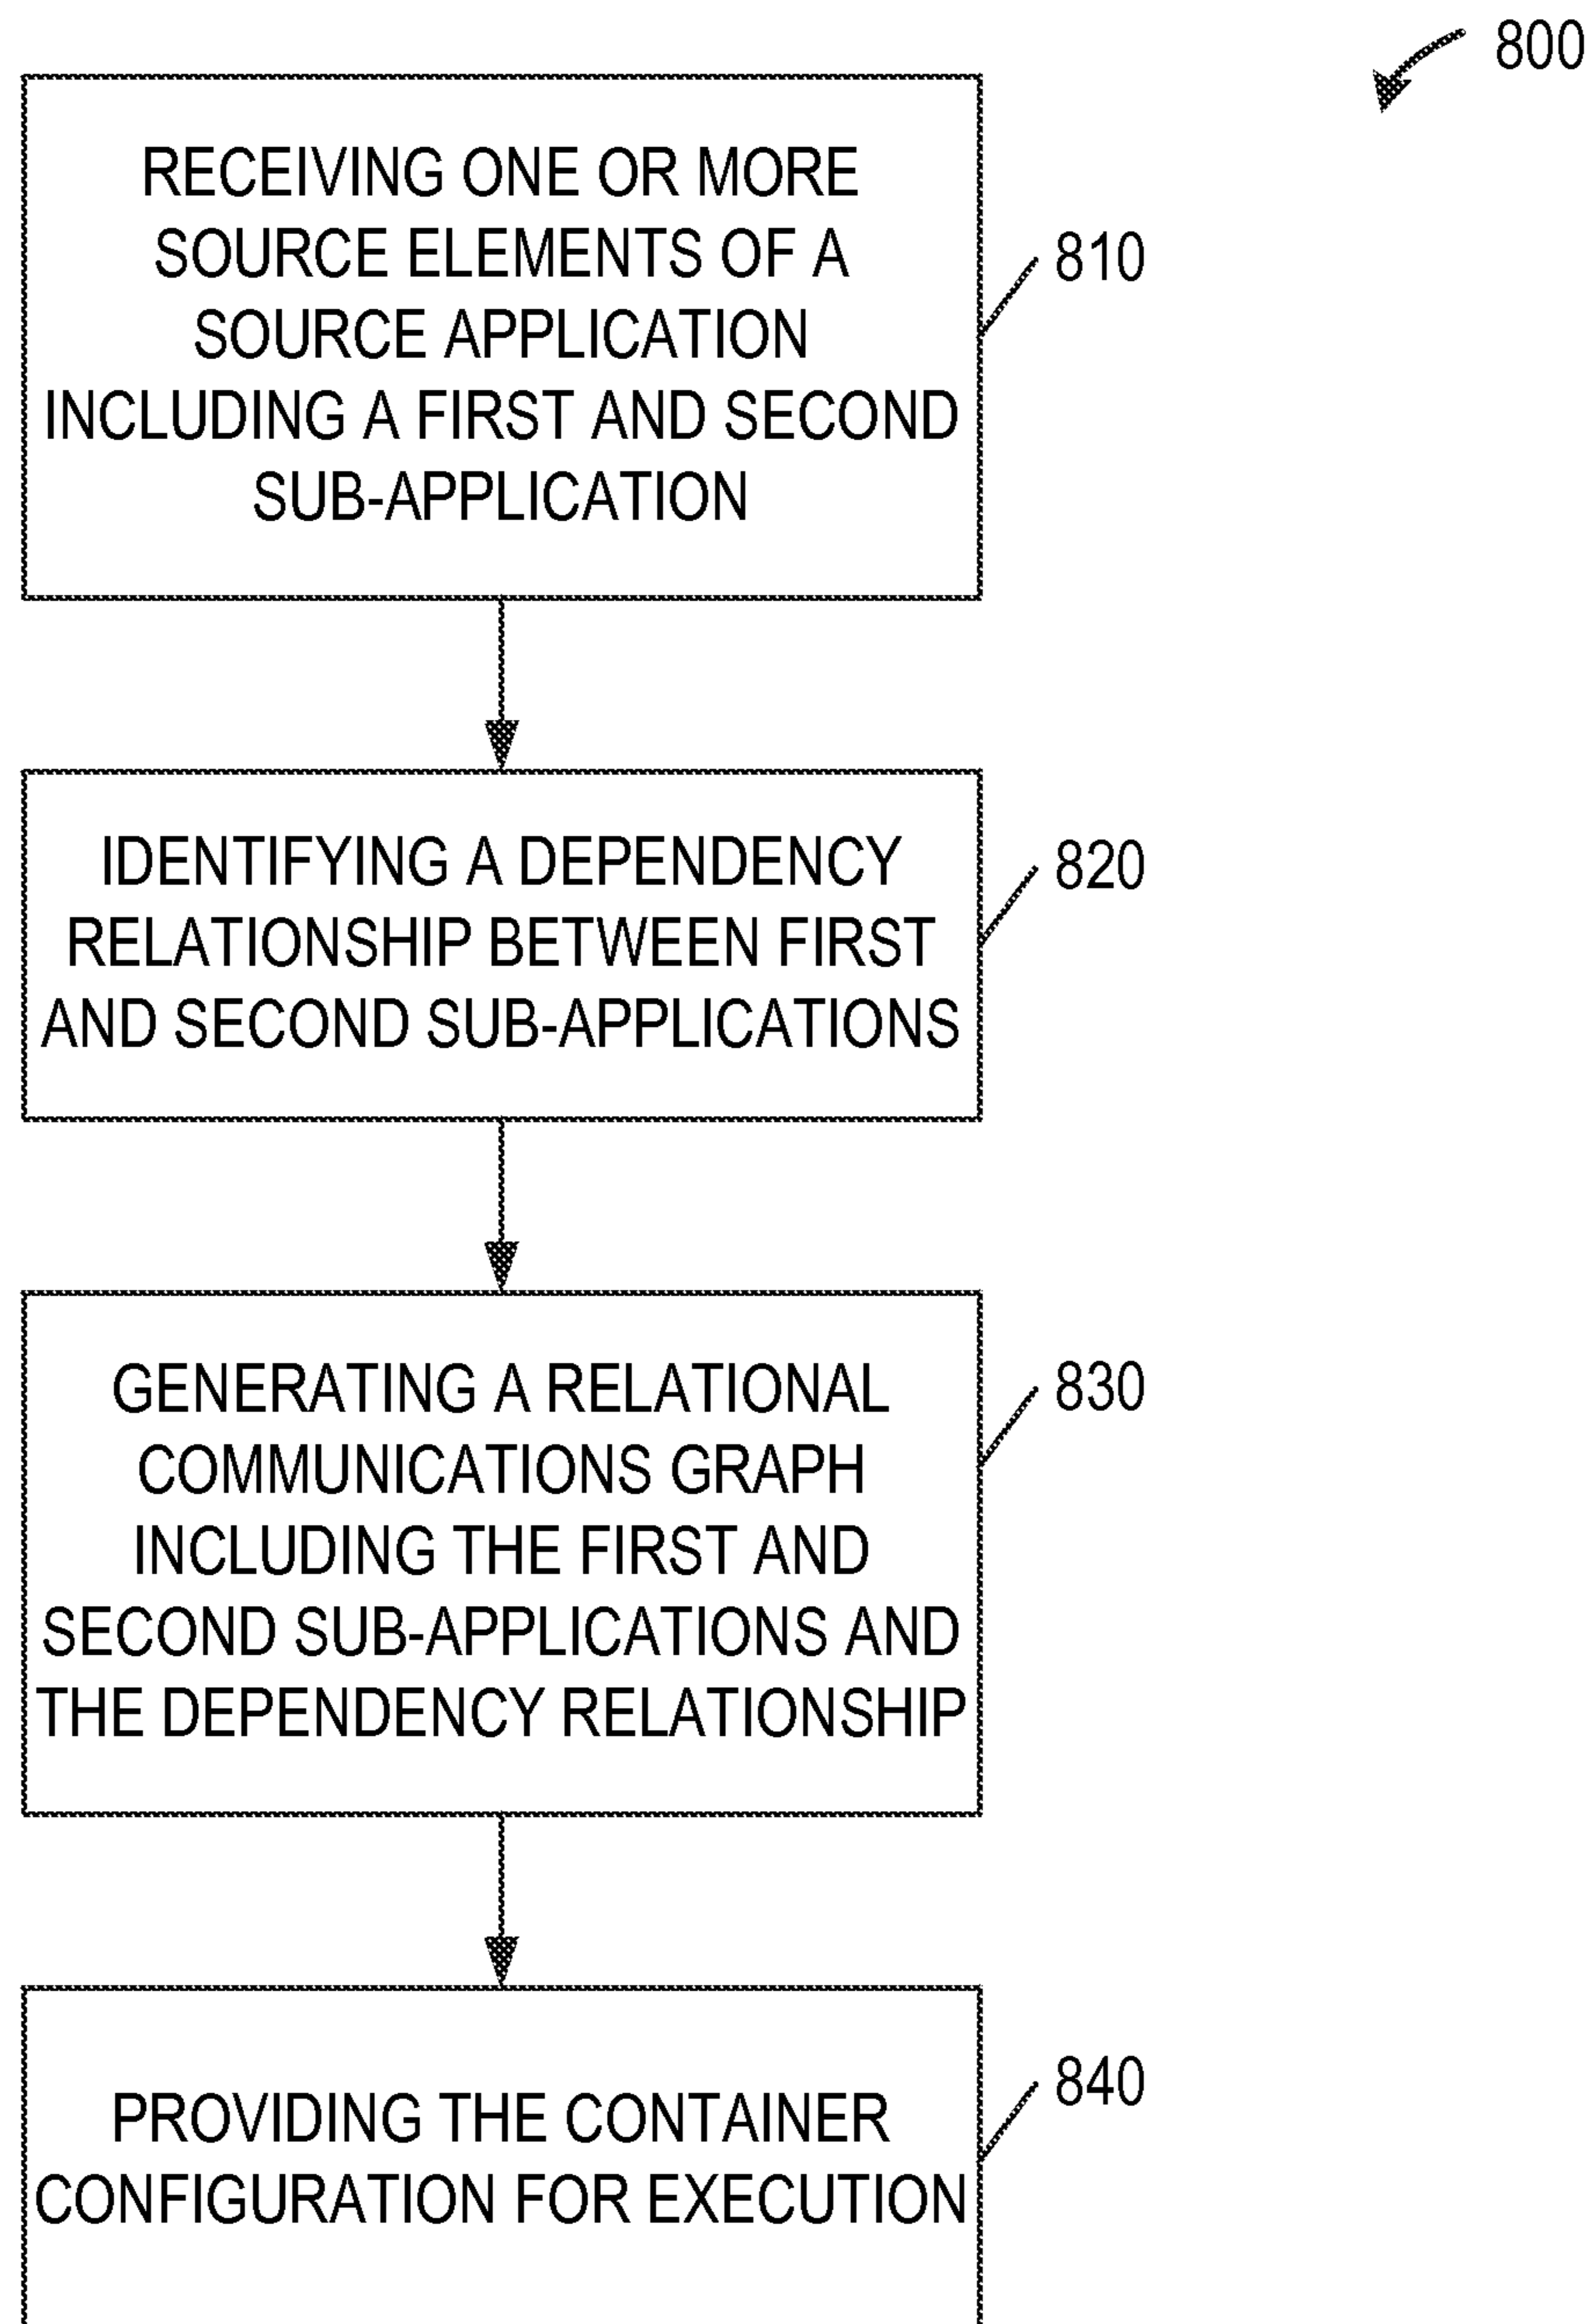 800
RECEIVING ONE OR MORE
SOURCE ELEMENTS OF A
SOURCE APPLICATION
INCLUDING A FIRST AND SECOND
SUB-APPLICATION
810
IDENTIFYING A DEPENDENCY
RELATIONSHIP BETWEEN FIRST
AND SECOND SUB-APPLICATIONS
820
GENERATING A RELATIONAL
COMMUNICATIONS GRAPH
INCLUDING THE FIRST AND
SECOND SUB-APPLICATIONS AND
THE DEPENDENCY RELATIONSHIP
830
PROVIDING THE CONTAINER
CONFIGURATION FOR EXECUTION
840